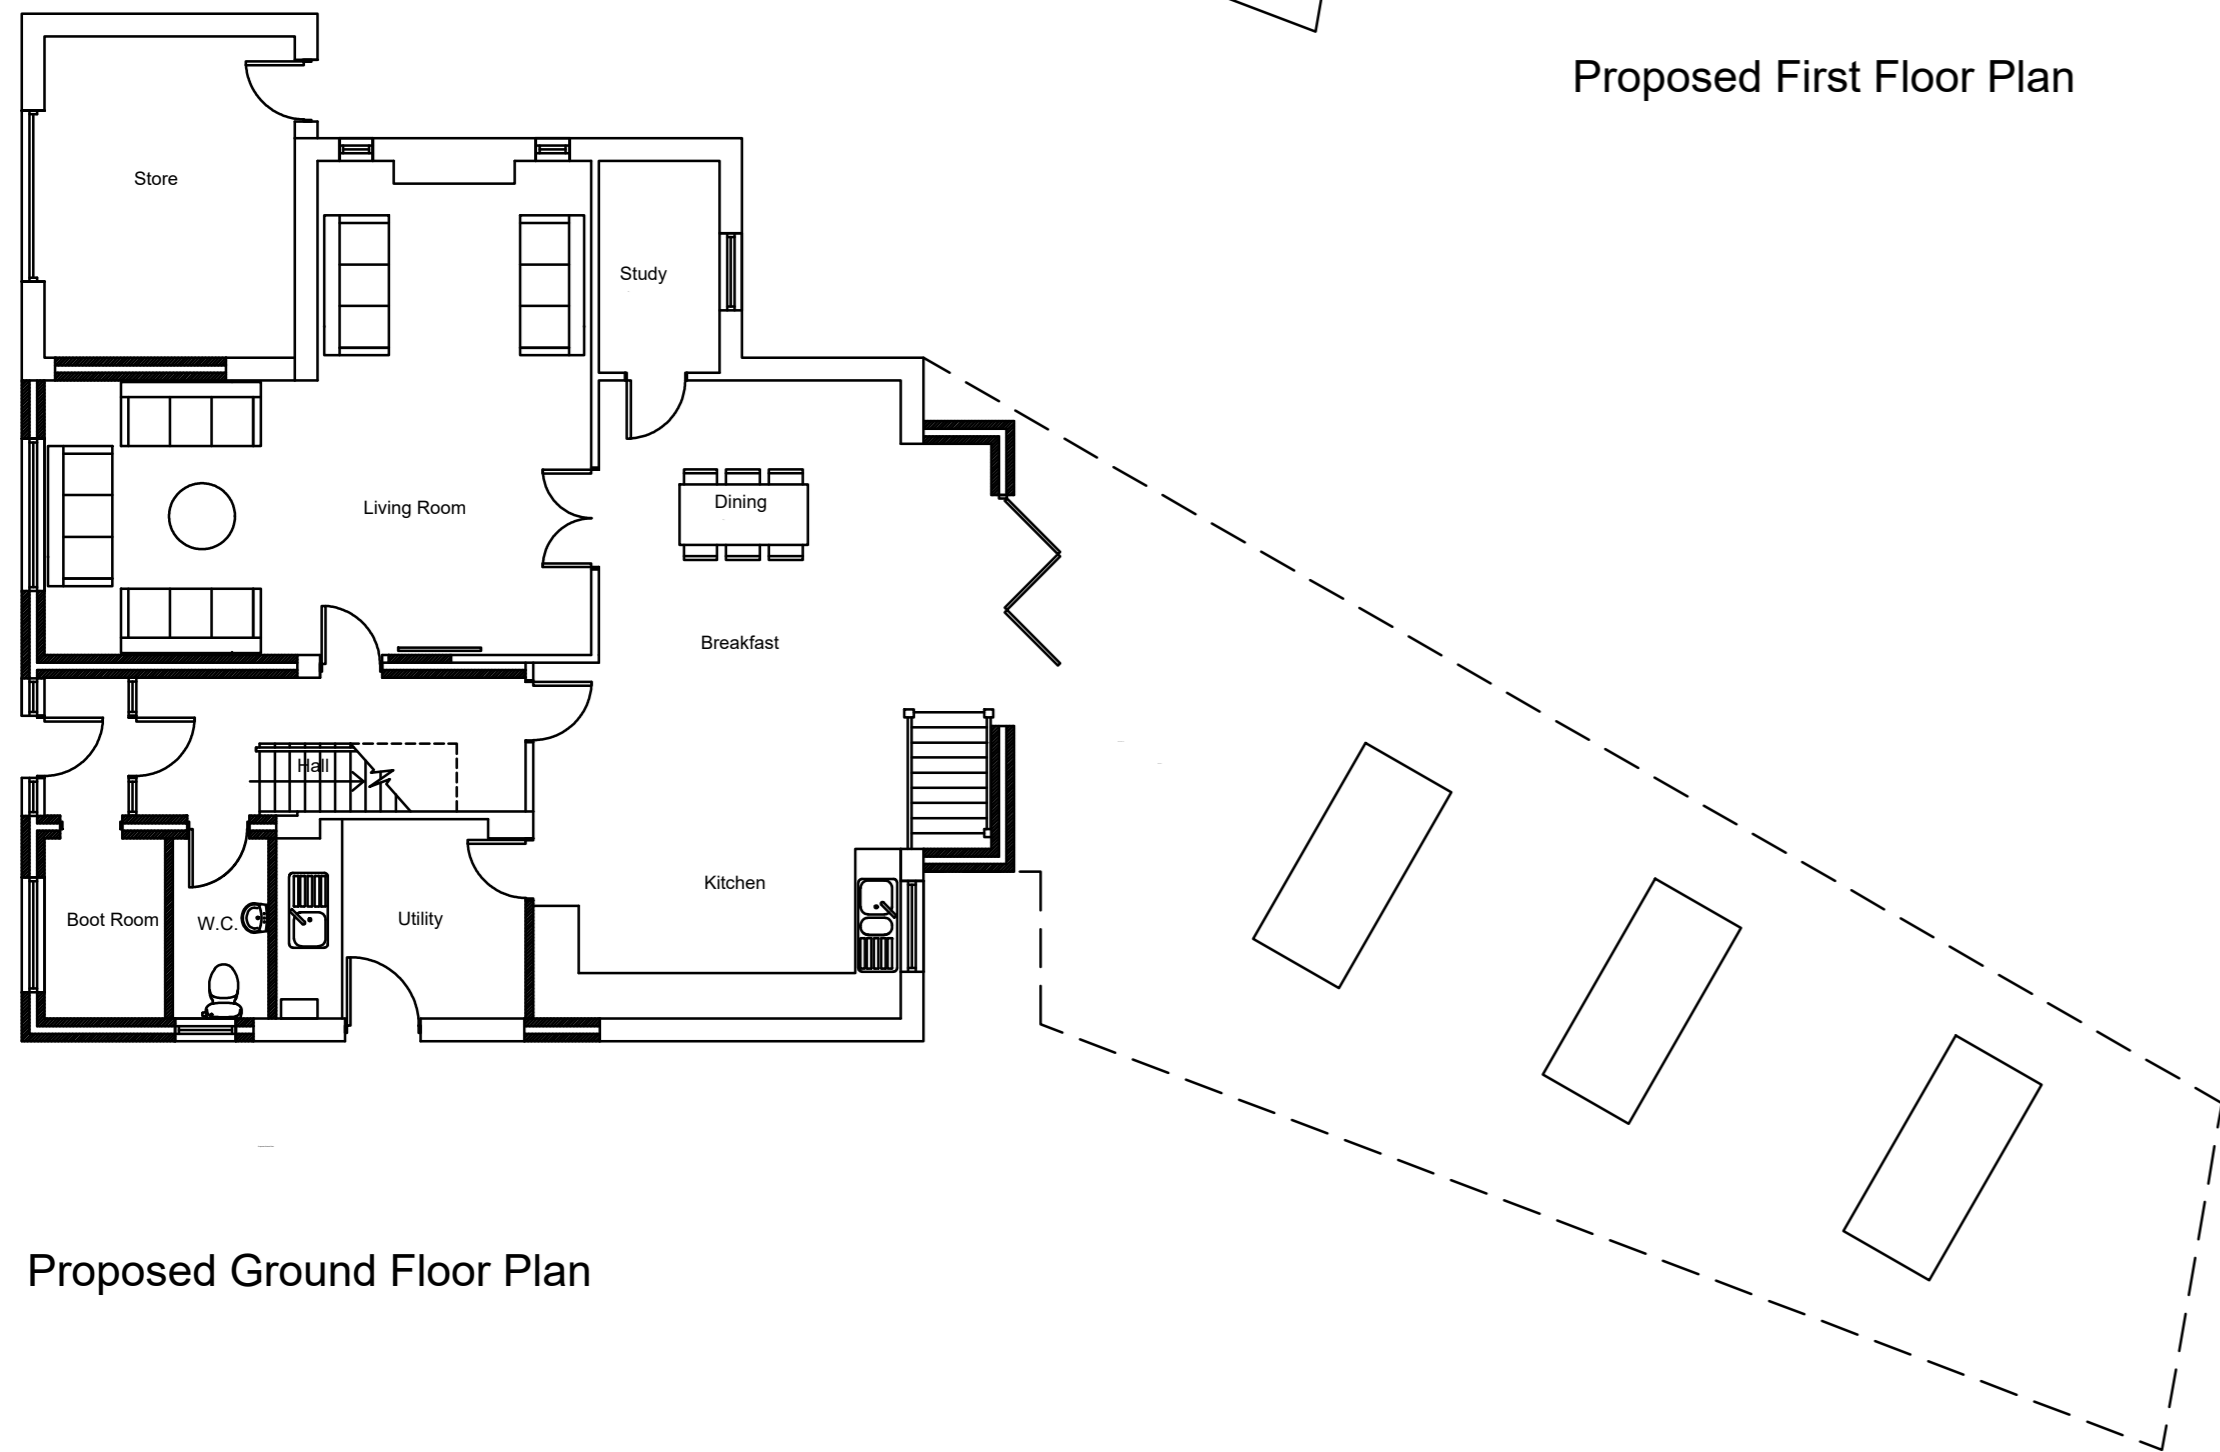 Proposed First Floor Plan
Store
Study
Living Room
Dining
Breakfast
Hall
Kitchen
Boot Room
W.C.
Utility
Proposed Ground Floor Plan